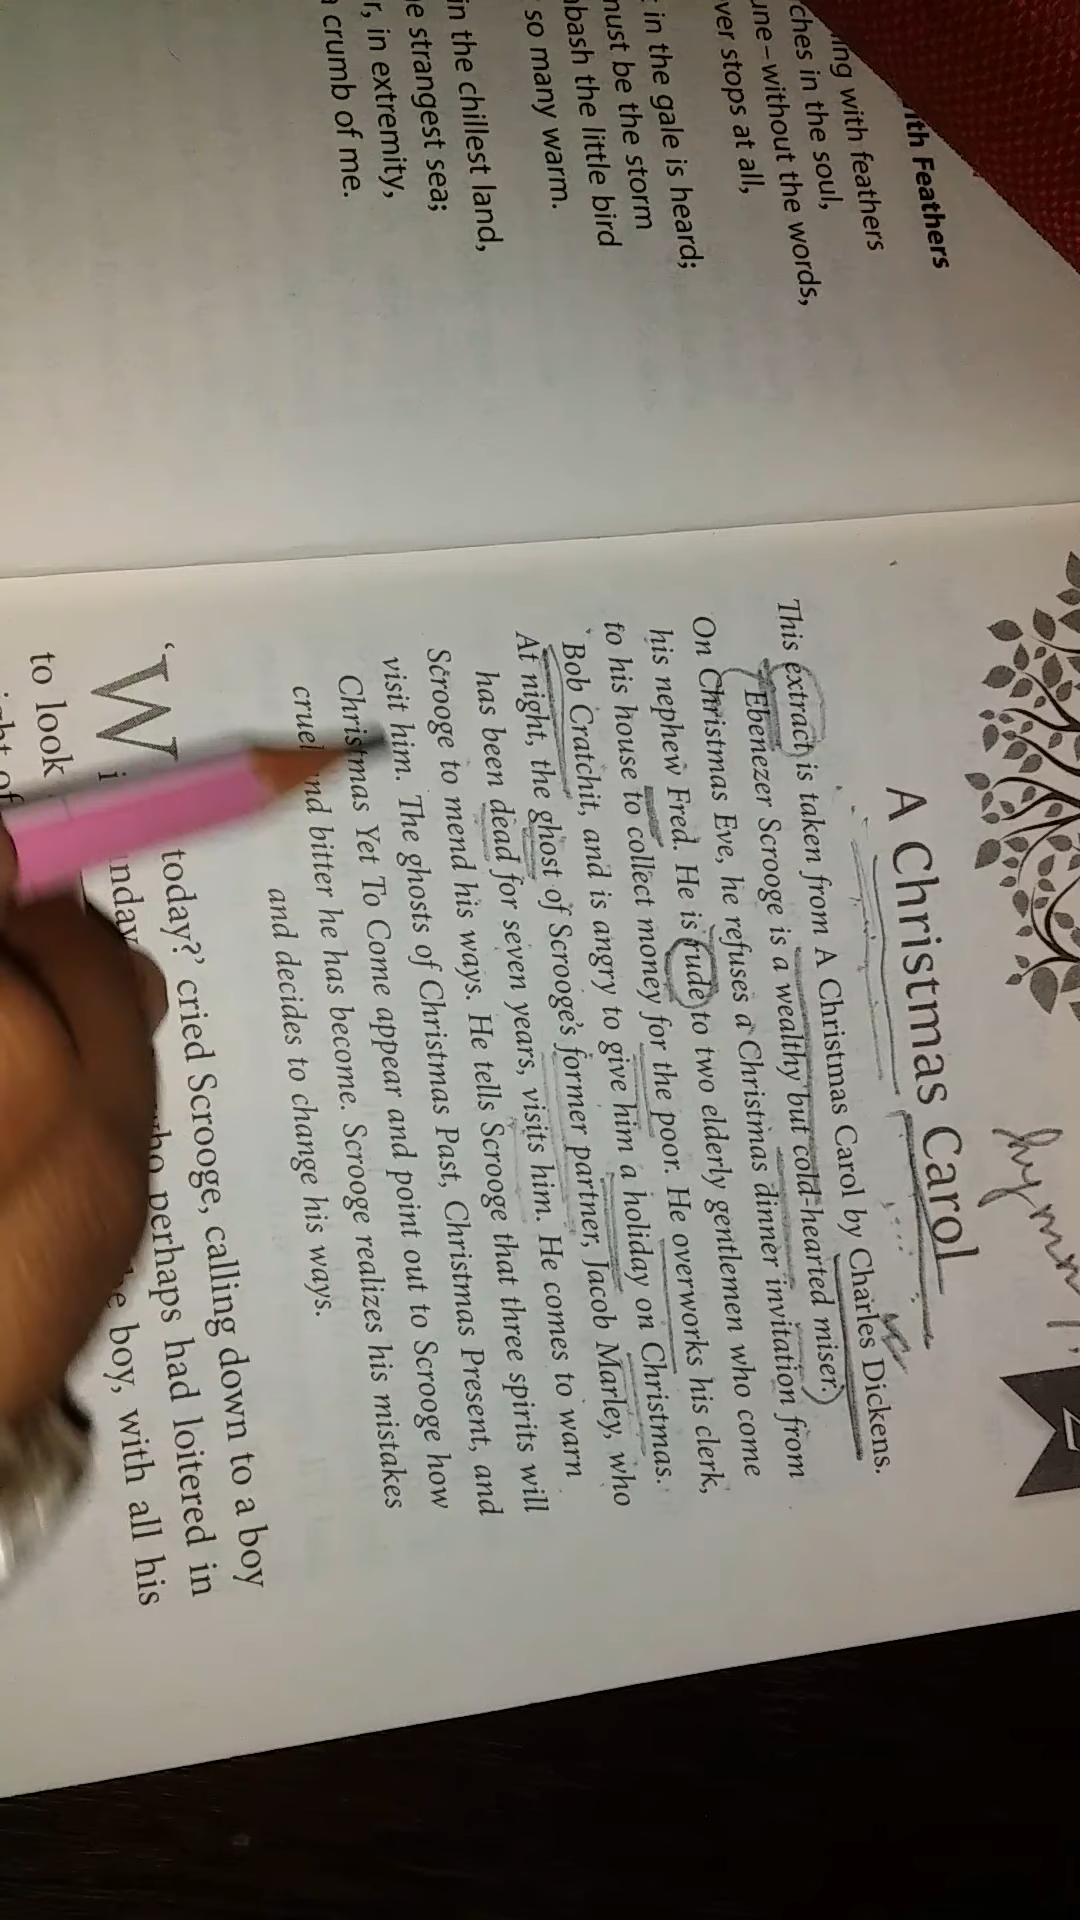 ith Feathers
ing with feathers
rches in the soul,
une–without the words,
ver stops at all,
in the gale is heard;
must be the storm
bash the little bird
so many warm.
in the chillest land,
e strangest sea;
r, in extremity,
crumb of me.
A Christmas Carol
This extract is taken from A Christmas Carol by Charles Dickens.
Ebenezer Scrooge is a wealthy but cold-hearted miser.
On Christmas Eve, he refuses a Christmas dinner invitation from
his nephew Fred. He is rude to two elderly gentlemen who come
to his house to collect money for the poor. He overworks his clerk,
Bob Cratchit, and is angry to give him a holiday on Christmas.
At night, the ghost of Scrooge's former partner, Jacob Marley, who
has been dead for seven years, visits him. He comes to warn
Scrooge to mend his ways. He tells Scrooge that three spirits will
visit him. The ghosts of Christmas Past, Christmas Present, and
Christmas Yet To Come appear and point out to Scrooge how
cruel nd bitter he has become. Scrooge realizes his mistakes
and decides to change his ways.
'W today?' cried Scrooge, calling down to a boy
i nday who perhaps had loitered in
to look boy, with all his